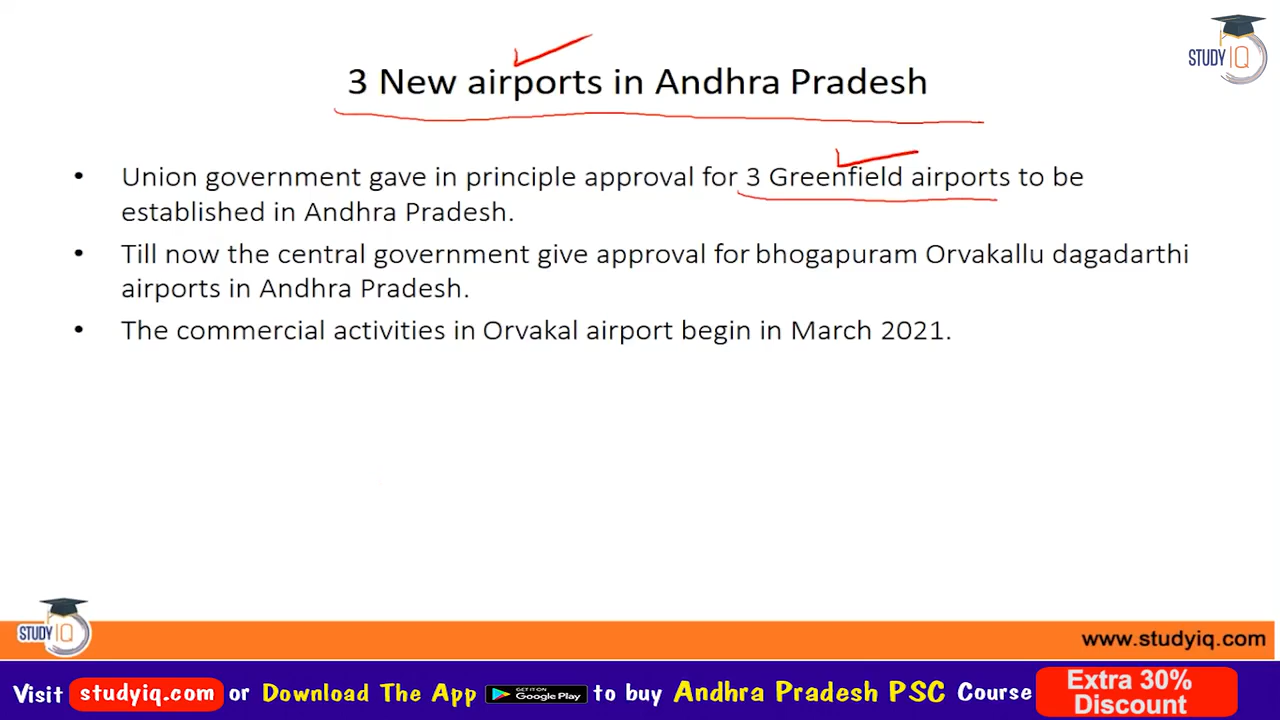 STUDY IQ
3 New airports in Andhra Pradesh
• Union government gave in principle approval for 3 Greenfield airports to be
established in Andhra Pradesh.
• Till now the central government give approval for bhogapuram Orvakallu dagadarthi
airports in Andhra Pradesh.
• The commercial activities in Orvakal airport begin in March 2021.
STUDY IQ
www.studyiq.com
Visit studyiq.com or Download The App GET IT ON Google Play to buy Andhra Pradesh PSC Course
Extra 30%
Discount